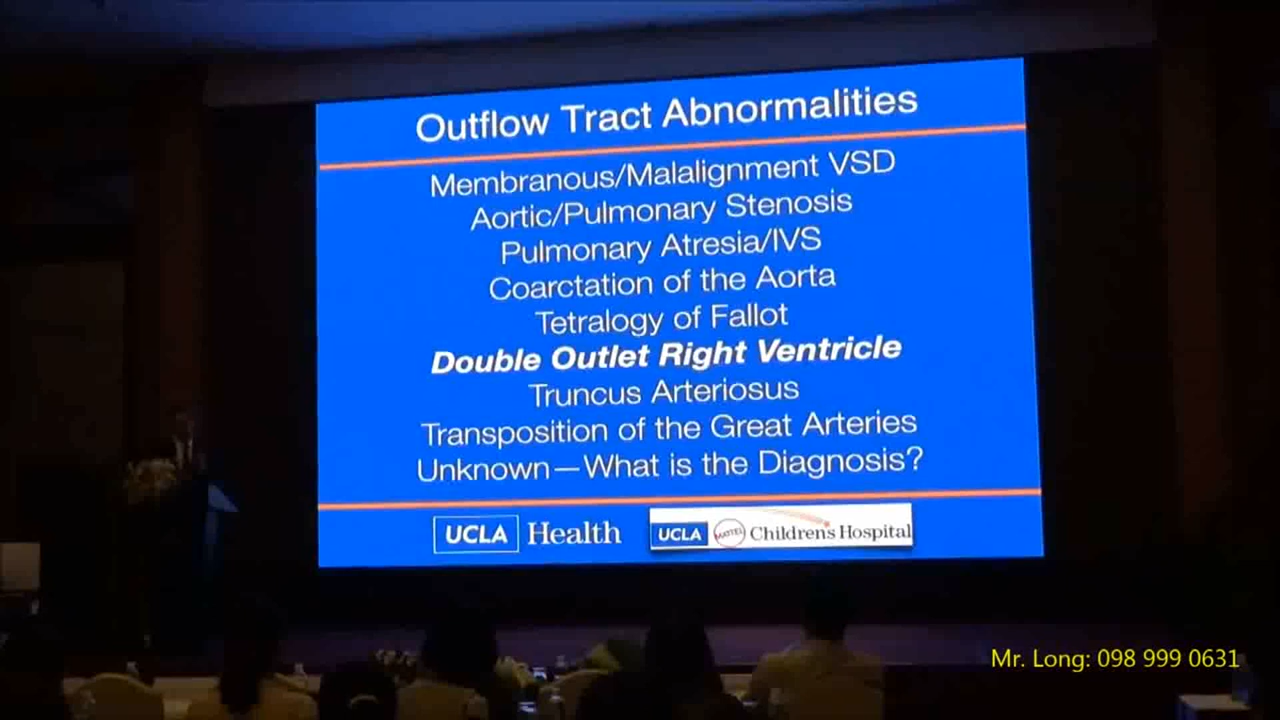 Outflow Tract Abnormalities
Membranous/Malalignment VSD
Aortic/Pulmonary Stenosis
Pulmonary Atresia/IVS
Coarctation of the Aorta
Tetralogy of Fallot
Double Outlet Right Ventricle
Truncus Arteriosus
Transposition of the Great Arteries
Unknown—What is the Diagnosis?
UCLA Health
UCLA MATTEL Children's Hospital
Mr. Long: 098 999 0631